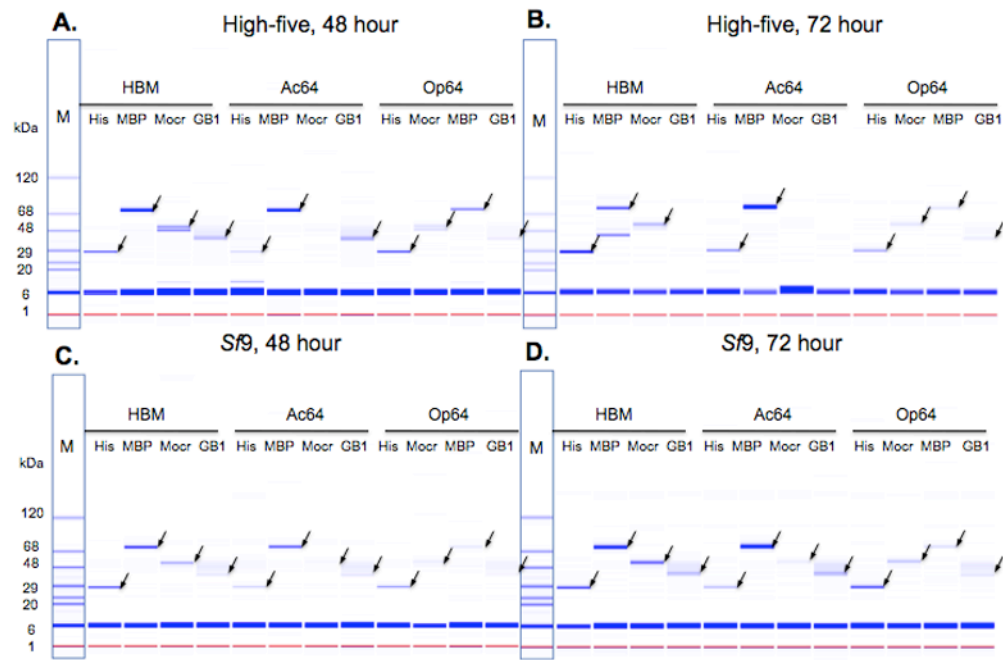 A. High-five, 48 hour
HBM Ac64 Op64
M
His MBP Mocr GB1 His MBP Mocr GB1 His Mocr MBP GB1
kDa
120
68
48
29
20
6
1
B. High-five, 72 hour
HBM Ac64 Op64
M
His MBP Mocr GB1 His MBP Mocr GB1 His Mocr MBP GB1
C. Sf9, 48 hour
HBM Ac64 Op64
M
His MBP Mocr GB1 His MBP Mocr GB1 His Mocr MBP GB1
kDa
120
68
48
29
20
6
1
D. Sf9, 72 hour
HBM Ac64 Op64
M
His MBP Mocr GB1 His MBP Mocr GB1 His Mocr MBP GB1